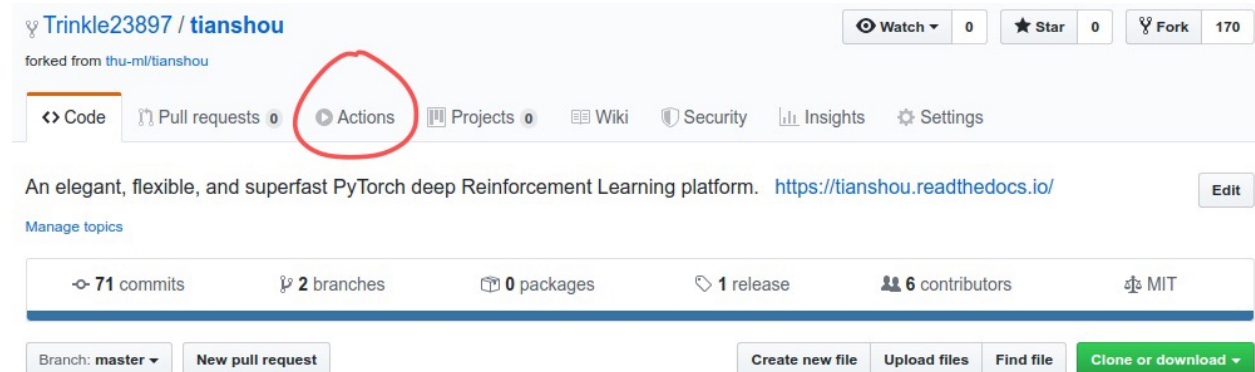 Trinkle23897 / tianshou Watch 0 Star 0 Fork 170
forked from thu-ml/tianshou
Code Pull requests 0 Actions Projects 0 Wiki Security Insights Settings
An elegant, flexible, and superfast PyTorch deep Reinforcement Learning platform. https://tianshou.readthedocs.io/ Edit
Manage topics
71 commits 2 branches 0 packages 1 release 6 contributors MIT
Branch: master New pull request Create new file Upload files Find file Clone or download